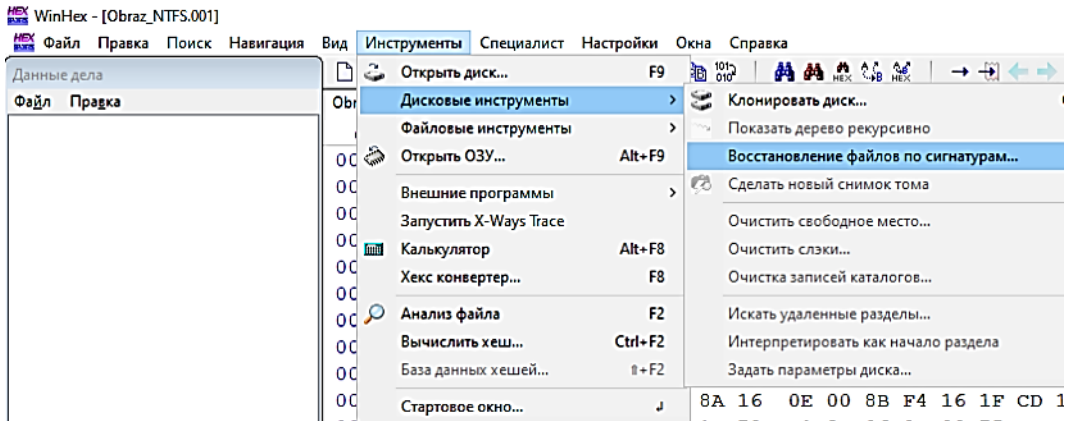 WinHex - [Obraz_NTFS.001]
Файл Правка Поиск Навигация Вид Инструменты Специалист Настройки Окна Справка
Данные дела
Файл Правка
Открыть диск... F9
Дисковые инструменты
Файловые инструменты
Открыть ОЗУ... Alt+F9
Внешние программы
Запустить X-Ways Trace
Калькулятор Alt+F8
Хекс конвертер... F8
Анализ файла F2
Вычислить хеш... Ctrl+F2
База данных хешей... ⇧+F2
Стартовое окно... ↲
Клонировать диск...
Показать дерево рекурсивно
Восстановление файлов по сигнатурам...
Сделать новый снимок тома
Очистить свободное место...
Очистить слэки...
Очистка записей каталогов...
Искать удаленные разделы...
Интерпретировать как начало раздела
Задать параметры диска...
8A 16 0E 00 8B F4 16 1F CD